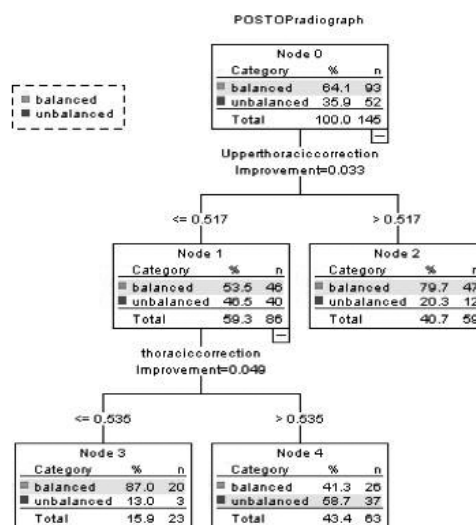 POSTOPradiograph
balanced
unbalanced
Node 0
Category % n
balanced 64.1 93
unbalanced 35.9 52
Total 100.0 145
Upperthoraciccorrection
Improvement=0.033
<= 0.517
> 0.517
Node 1
Category % n
balanced 53.5 46
unbalanced 46.5 40
Total 59.3 86
Node 2
Category % n
balanced 79.7 47
unbalanced 20.3 12
Total 40.7 59
thoraciccorrection
Improvement=0.049
<= 0.535
> 0.535
Node 3
Category % n
balanced 87.0 20
unbalanced 13.0 3
Total 15.9 23
Node 4
Category % n
balanced 41.3 26
unbalanced 58.7 37
Total 43.4 63